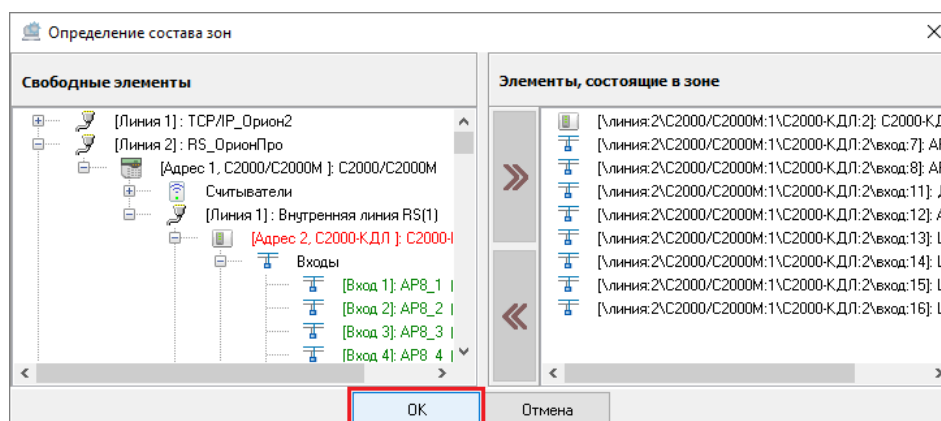 Определение состава зон
Свободные элементы
[Линия 1] : TCP/IP_Орион2
[Линия 2] : RS_ОрионПро
[Адрес 1, С2000/С2000М ]: С2000/С2000М
Считыватели
[Линия 1] : Внутренняя линия RS(1)
[Адрес 2, С2000-КДЛ ]: С2000-
Входы
[Вход 1]: АР8_1
[Вход 2]: АР8_2
[Вход 3]: АР8_3
[Вход 4]: АР8_4
Элементы, состоящие в зоне
[\линия:2\С2000/С2000М:1\С2000-КДЛ:2]: С2000-КД
[\линия:2\С2000/С2000М:1\С2000-КДЛ:2\вход:7]:
[\линия:2\С2000/С2000М:1\С2000-КДЛ:2\вход:8]:
[\линия:2\С2000/С2000М:1\С2000-КДЛ:2\вход:11]:
[\линия:2\С2000/С2000М:1\С2000-КДЛ:2\вход:12]:
[\линия:2\С2000/С2000М:1\С2000-КДЛ:2\вход:13]:
[\линия:2\С2000/С2000М:1\С2000-КДЛ:2\вход:14]:
[\линия:2\С2000/С2000М:1\С2000-КДЛ:2\вход:15]:
[\линия:2\С2000/С2000М:1\С2000-КДЛ:2\вход:16]:
OK
Отмена